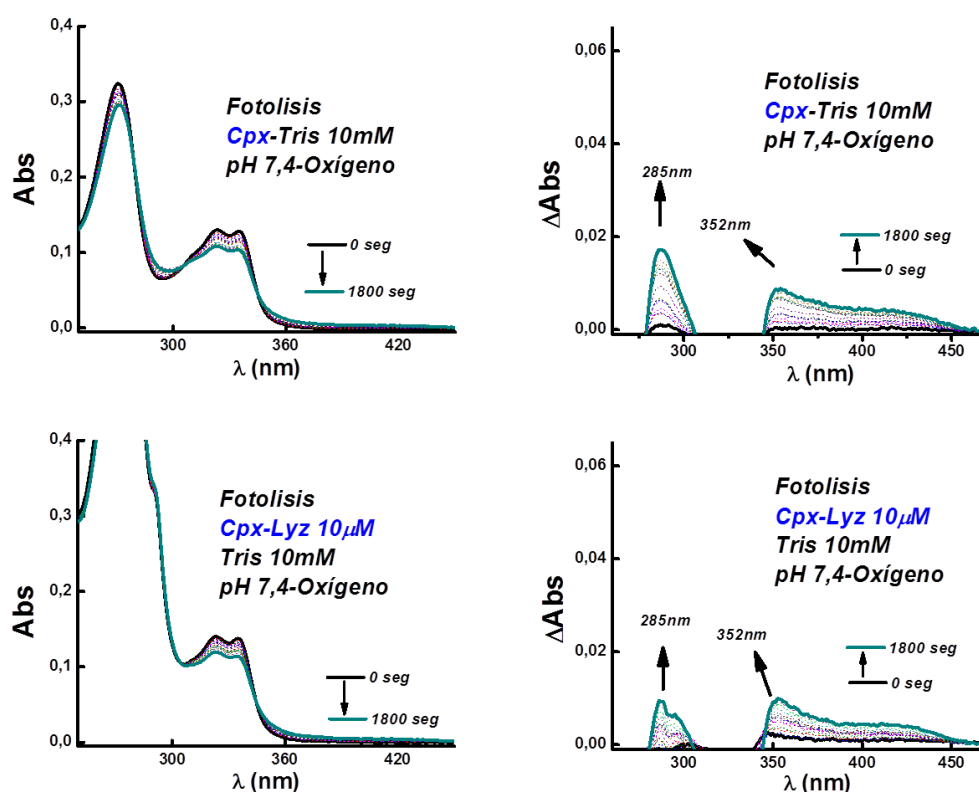 0,4
0,3
0,2
0,1
0,0
Abs
300
360
420
λ (nm)
Fotolisis
Cpx-Tris 10mM
pH 7,4-Oxígeno
0 seg
1800 seg
0,06
0,04
0,02
0,00
ΔAbs
300
350
400
450
λ (nm)
Fotolisis
Cpx-Tris 10mM
pH 7,4-Oxígeno
285nm
352nm
1800 seg
0 seg
0,4
0,3
0,2
0,1
0,0
Abs
300
360
420
λ (nm)
Fotolisis
Cpx-Lyz 10μM
Tris 10mM
pH 7,4-Oxígeno
0 seg
1800 seg
0,06
0,04
0,02
0,00
ΔAbs
300
350
400
450
λ (nm)
Fotolisis
Cpx-Lyz 10μM
Tris 10mM
pH 7,4-Oxígeno
285nm
352nm
1800 seg
0 seg